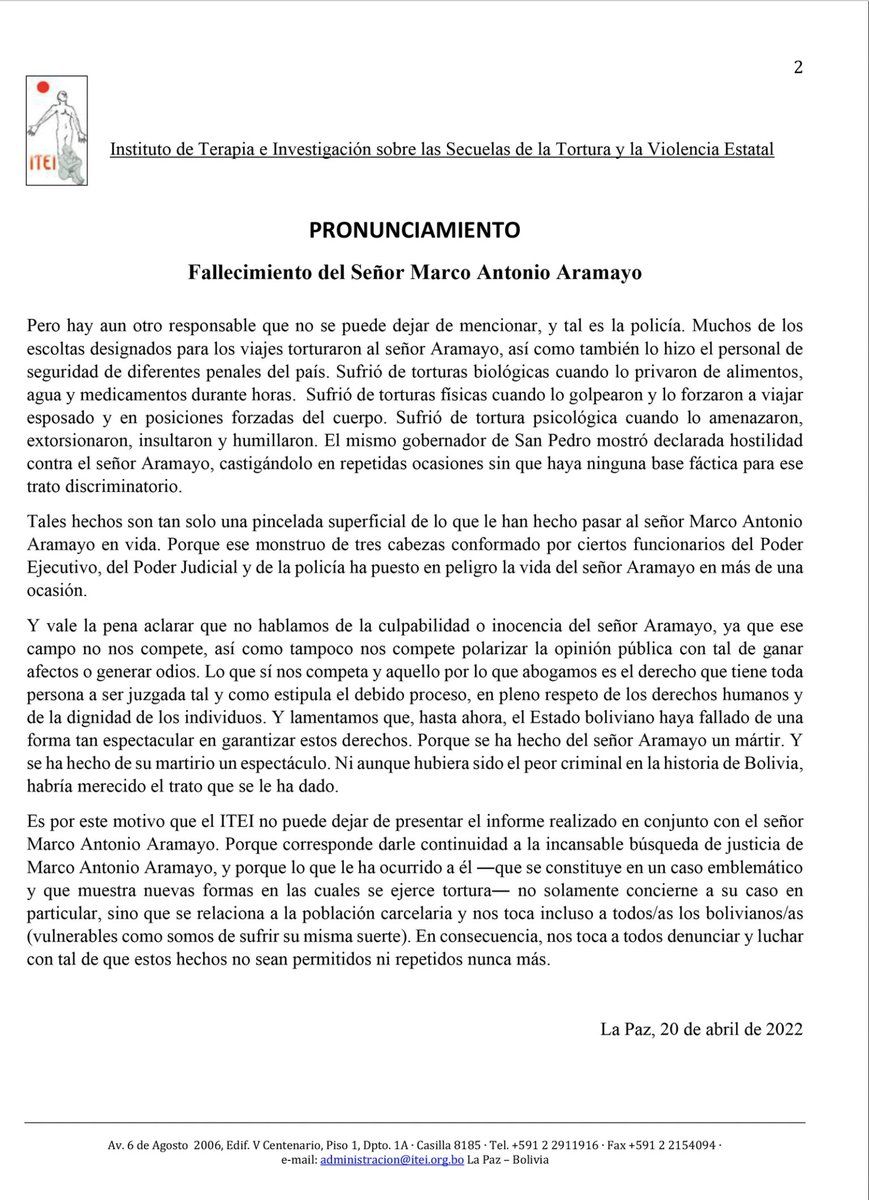 2
ITEI
Instituto de Terapia e Investigación sobre las Secuelas de la Tortura y la Violencia Estatal
PRONUNCIAMIENTO
Fallecimiento del Señor Marco Antonio Aramayo
Pero hay aun otro responsable que no se puede dejar de mencionar, y tal es la policía. Muchos de los
escoltas designados para los viajes torturaron al señor Aramayo, así como también lo hizo el personal de
seguridad de diferentes penales del país. Sufrió de torturas biológicas cuando lo privaron de alimentos,
agua y medicamentos durante horas.  Sufrió de torturas físicas cuando lo golpearon y lo forzaron a viajar
esposado y en posiciones forzadas del cuerpo. Sufrió de tortura psicológica cuando lo amenazaron,
extorsionaron, insultaron y humillaron. El mismo gobernador de San Pedro mostró declarada hostilidad
contra el señor Aramayo, castigándolo en repetidas ocasiones sin que haya ninguna base fáctica para ese
trato discriminatorio.
Tales hechos son tan solo una pincelada superficial de lo que le han hecho pasar al señor Marco Antonio
Aramayo en vida. Porque ese monstruo de tres cabezas conformado por ciertos funcionarios del Poder
Ejecutivo, del Poder Judicial y de la policía ha puesto en peligro la vida del señor Aramayo en más de una
ocasión.
Y vale la pena aclarar que no hablamos de la culpabilidad o inocencia del señor Aramayo, ya que ese
campo no nos compete, así como tampoco nos compete polarizar la opinión pública con tal de ganar
afectos o generar odios. Lo que sí nos competa y aquello por lo que abogamos es el derecho que tiene toda
persona a ser juzgada tal y como estipula el debido proceso, en pleno respeto de los derechos humanos y
de la dignidad de los individuos. Y lamentamos que, hasta ahora, el Estado boliviano haya fallado de una
forma tan espectacular en garantizar estos derechos. Porque se ha hecho del señor Aramayo un mártir. Y
se ha hecho de su martirio un espectáculo. Ni aunque hubiera sido el peor criminal en la historia de Bolivia,
habría merecido el trato que se le ha dado.
Es por este motivo que el ITEI no puede dejar de presentar el informe realizado en conjunto con el señor
Marco Antonio Aramayo. Porque corresponde darle continuidad a la incansable búsqueda de justicia de
Marco Antonio Aramayo, y porque lo que le ha ocurrido a él —que se constituye en un caso emblemático
y que muestra nuevas formas en las cuales se ejerce tortura— no solamente concierne a su caso en
particular, sino que se relaciona a la población carcelaria y nos toca incluso a todos/as los bolivianos/as
(vulnerables como somos de sufrir su misma suerte). En consecuencia, nos toca a todos denunciar y luchar
con tal de que estos hechos no sean permitidos ni repetidos nunca más.
La Paz, 20 de abril de 2022
Av. 6 de Agosto  2006, Edif. V Centenario, Piso 1, Dpto. 1A · Casilla 8185 · Tel. +591 2 2911916 · Fax +591 2 2154094 ·
e-mail: administracion@itei.org.bo La Paz – Bolivia